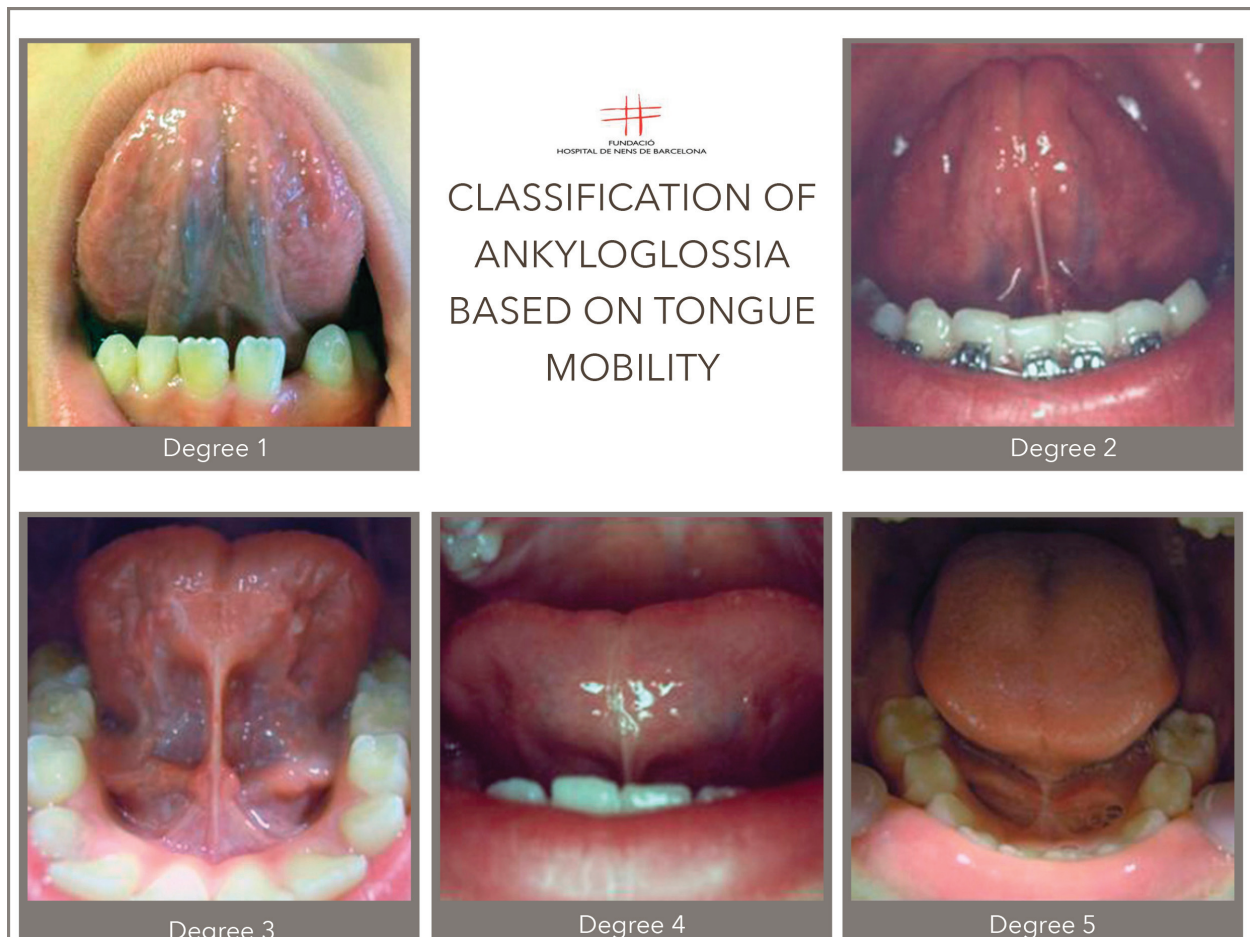 FUNDACIÓ
HOSPITAL DE NENS DE BARCELONA
CLASSIFICATION OF
ANKYLOGLOSSIA
BASED ON TONGUE
MOBILITY
Degree 1
Degree 2
Degree 3
Degree 4
Degree 5